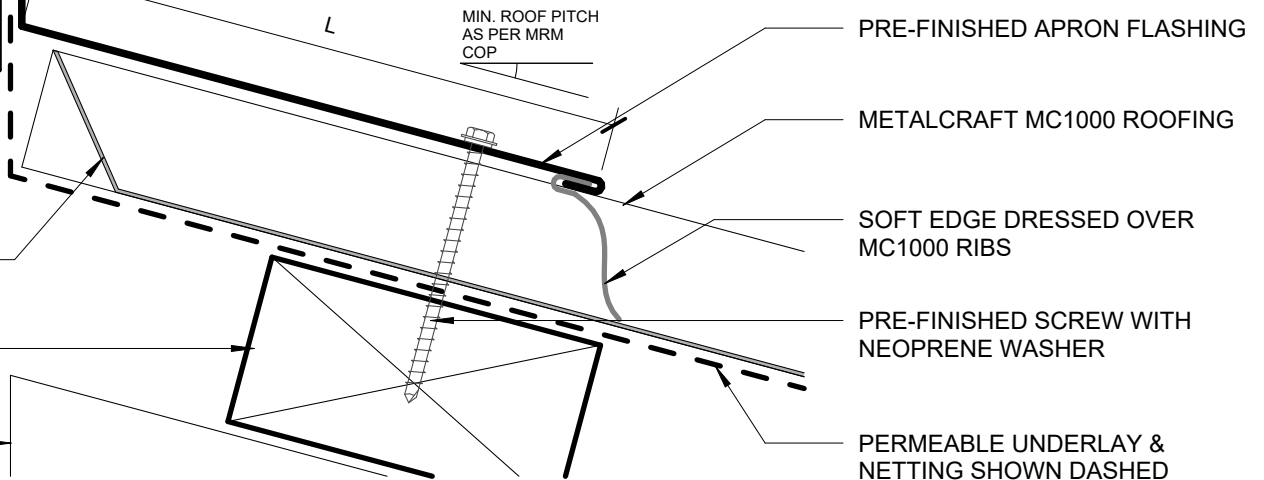 L
MIN. ROOF PITCH
AS PER MRM
COP
PRE-FINISHED APRON FLASHING
METALCRAFT MC1000 ROOFING
SOFT EDGE DRESSED OVER
MC1000 RIBS
PRE-FINISHED SCREW WITH
NEOPRENE WASHER
PERMEABLE UNDERLAY &
NETTING SHOWN DASHED